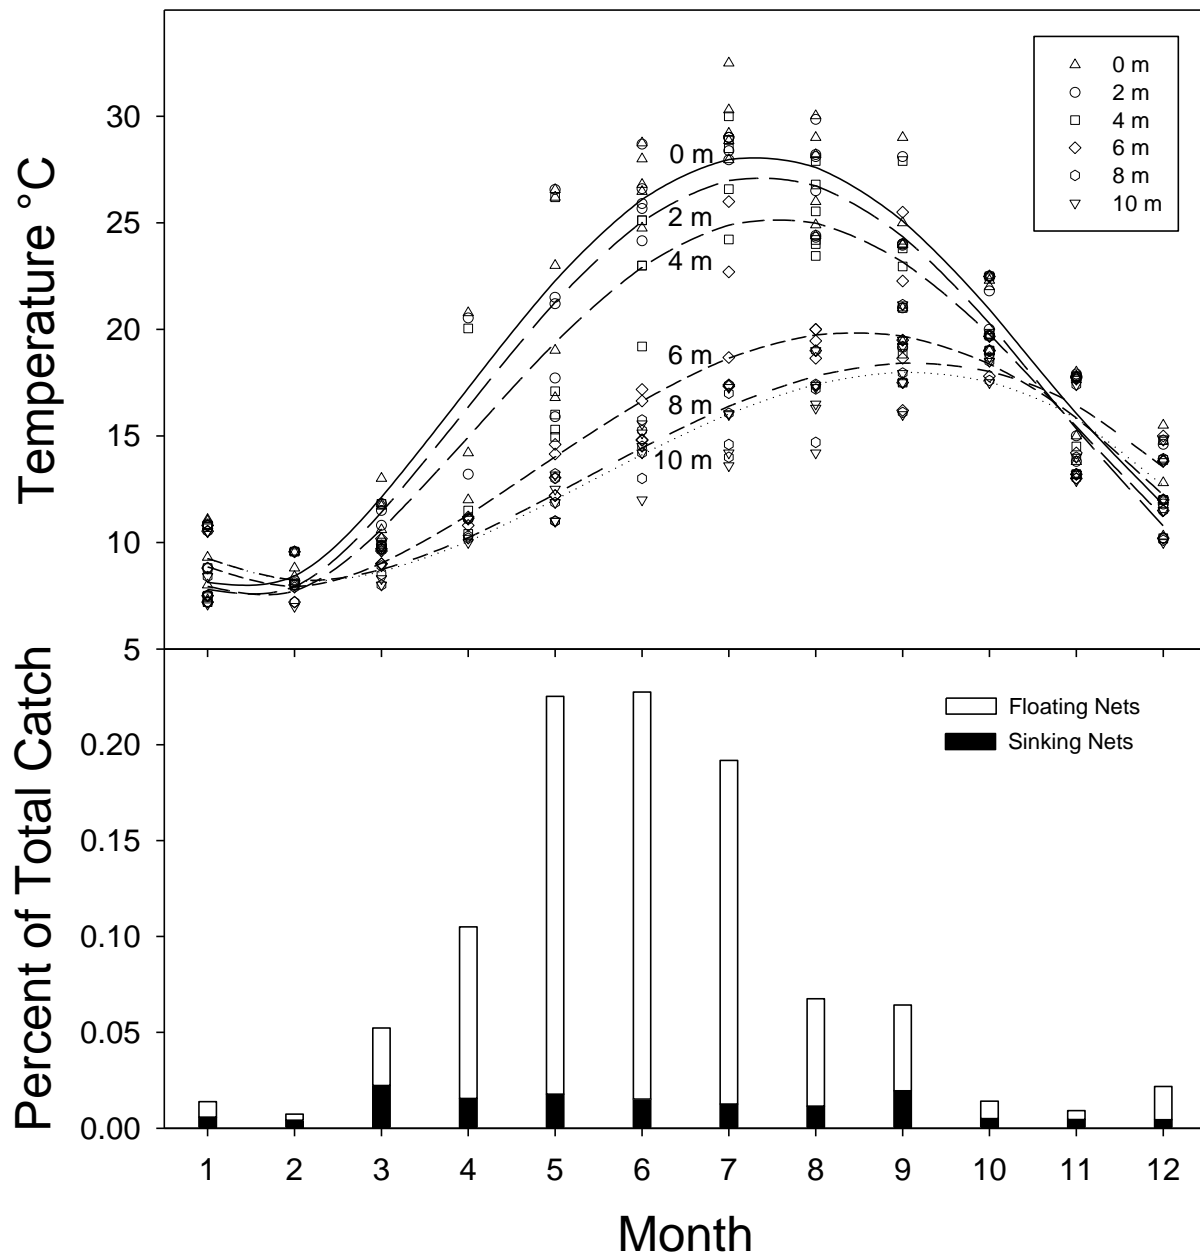 Temperature °C
30
25
20
15
10
5
0 m
2 m
4 m
6 m
8 m
10 m
0 m
2 m
4 m
6 m
8 m
10 m
Percent of Total Catch
0.20
0.15
0.10
0.05
0.00
Floating Nets
Sinking Nets
1 2 3 4 5 6 7 8 9 10 11 12
Month